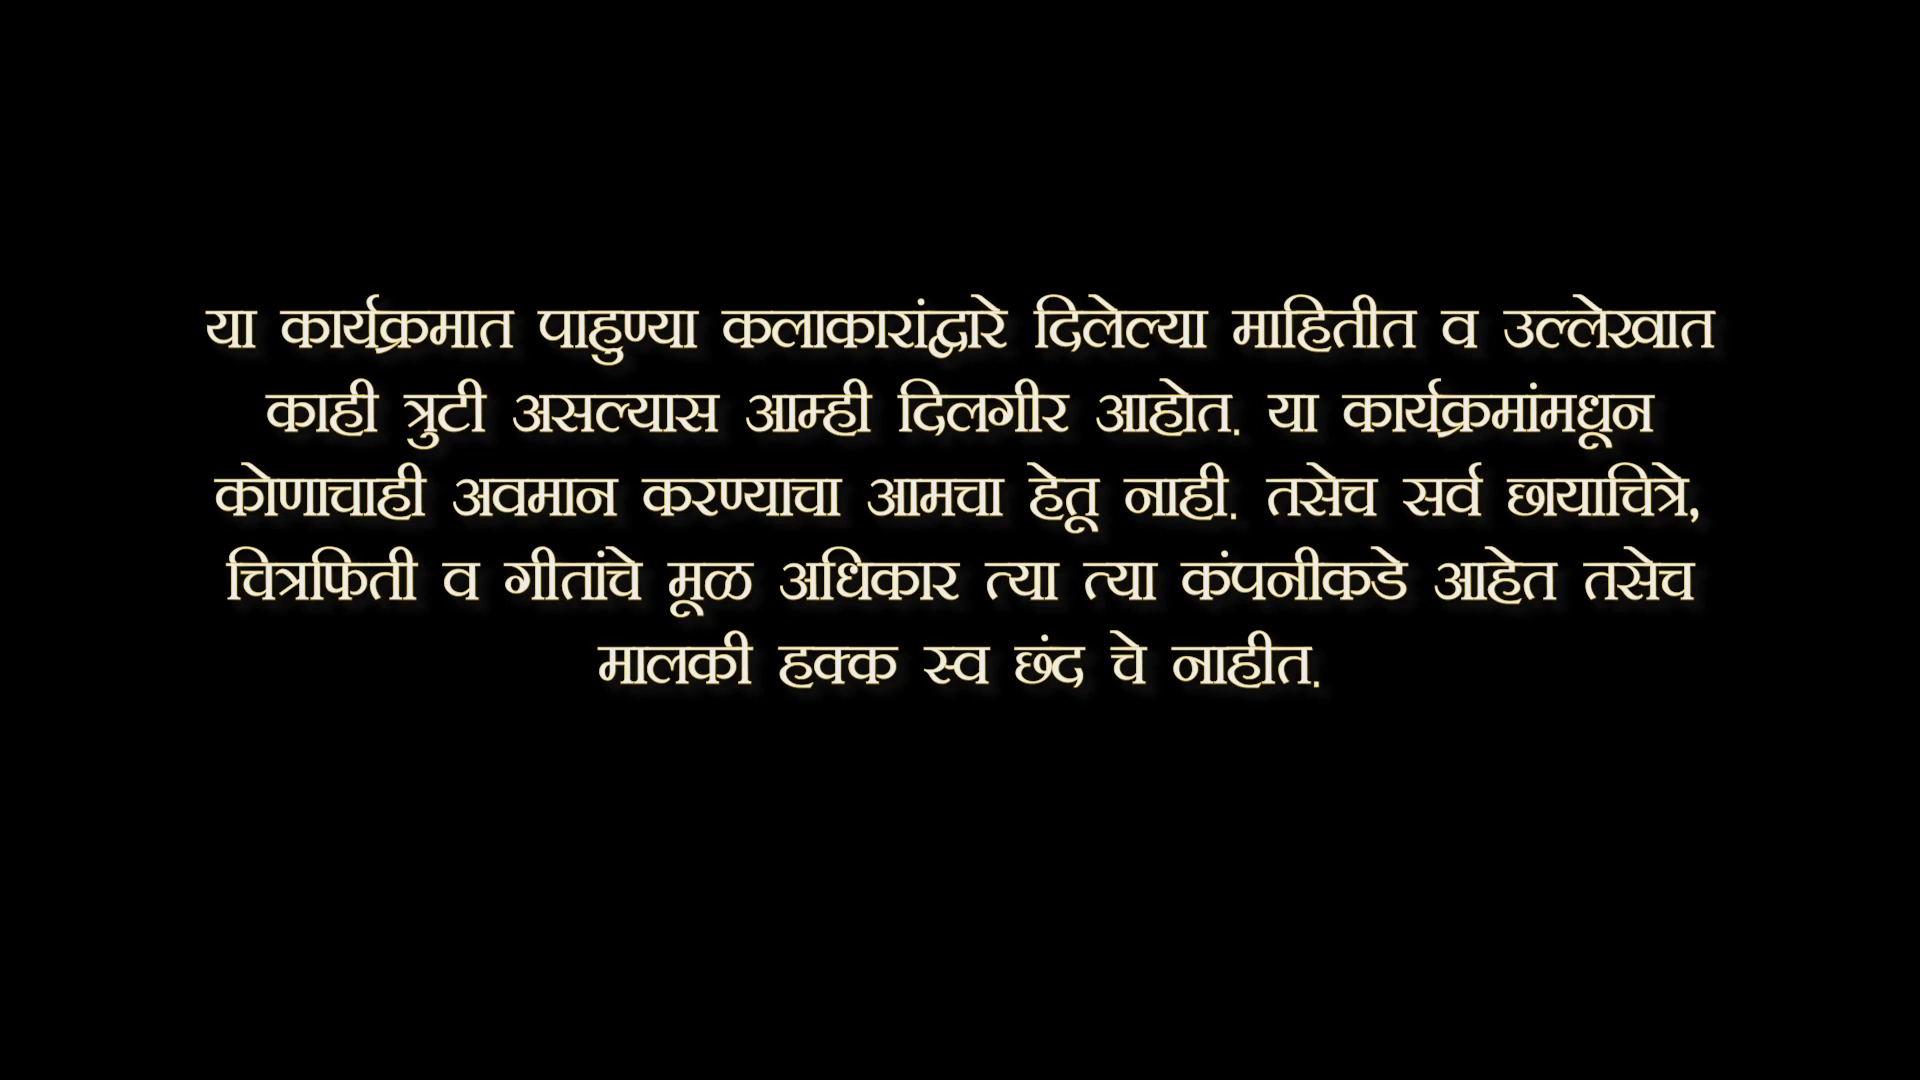 या कार्यक्रमात पाहुण्या कलाकारांद्वारे दिलेल्या माहितीत व उल्लेखात
काही त्रुटी असल्यास आम्ही दिलगीर आहोत. या कार्यक्रमांमधून
कोणाचाही अवमान करण्याचा आमचा हेतू नाही. तसेच सर्व छायाचित्रे,
चित्रफिती व गीतांचे मूळ अधिकार त्या त्या कंपनीकडे आहेत तसेच
मालकी हक्क स्व छंद चे नाहीत.